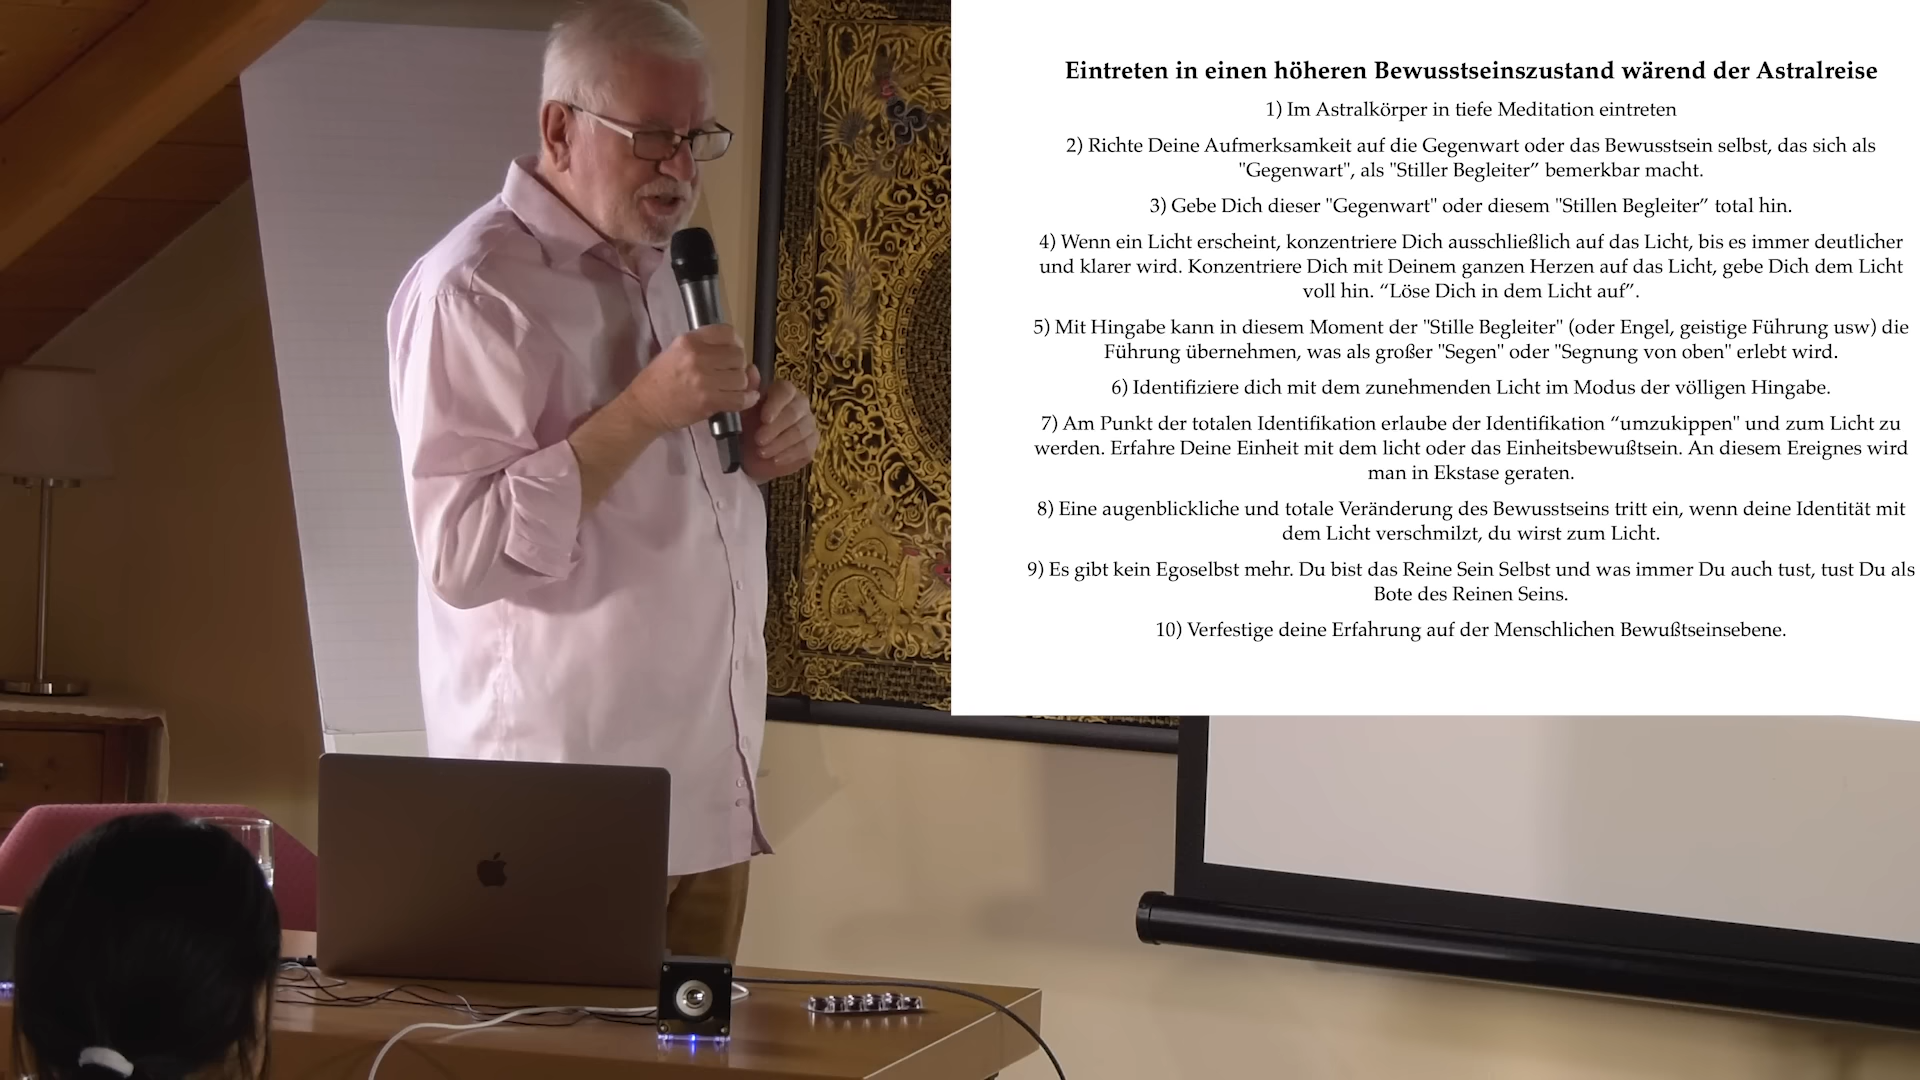 Eintreten in einen höheren Bewusstseinszustand wärend der Astralreise
1) Im Astralkörper in tiefe Meditation eintreten
2) Richte Deine Aufmerksamkeit auf die Gegenwart oder das Bewusstsein selbst, das sich als
"Gegenwart", als "Stiller Begleiter” bemerkbar macht.
3) Gebe Dich dieser "Gegenwart" oder diesem "Stillen Begleiter” total hin.
4) Wenn ein Licht erscheint, konzentriere Dich ausschließlich auf das Licht, bis es immer deutlicher
und klarer wird. Konzentriere Dich mit Deinem ganzen Herzen auf das Licht, gebe Dich dem Licht
voll hin. “Löse Dich in dem Licht auf”.
5) Mit Hingabe kann in diesem Moment der "Stille Begleiter" (oder Engel, geistige Führung usw) die
Führung übernehmen, was als großer "Segen" oder "Segnung von oben" erlebt wird.
6) Identifiziere dich mit dem zunehmenden Licht im Modus der völligen Hingabe.
7) Am Punkt der totalen Identifikation erlaube der Identifikation “umzukippen" und zum Licht zu
werden. Erfahre Deine Einheit mit dem licht oder das Einheitsbewußtsein. An diesem Ereignes wird
man in Ekstase geraten.
8) Eine augenblickliche und totale Veränderung des Bewusstseins tritt ein, wenn deine Identität mit
dem Licht verschmilzt, du wirst zum Licht.
9) Es gibt kein Egoselbst mehr. Du bist das Reine Sein Selbst und was immer Du auch tust, tust Du als
Bote des Reinen Seins.
10) Verfestige deine Erfahrung auf der Menschlichen Bewußtseinsebene.